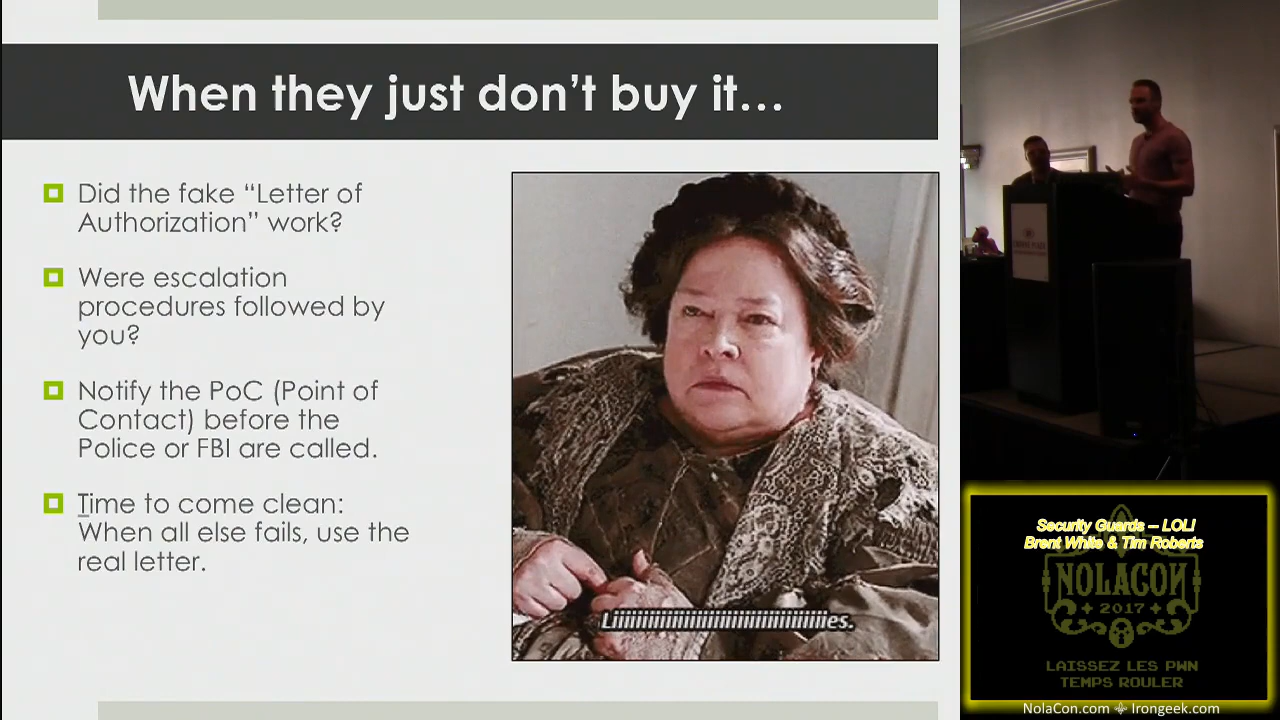 When they just don't buy it…
Did the fake “Letter of
Authorization” work?
Were escalation
procedures followed by
you?
Notify the PoC (Point of
Contact) before the
Police or FBI are called.
Time to come clean:
When all else fails, use the
real letter.
Liiiiiiiiiiiiiiiiiiiiiiiiiiiiiiiiiies.
Security Guards -- LOL!
Brent White & Tim Roberts
NOLACON
2017
LAISSEZ LES PWN
TEMPS ROULER
NolaCon.com Irongeek.com